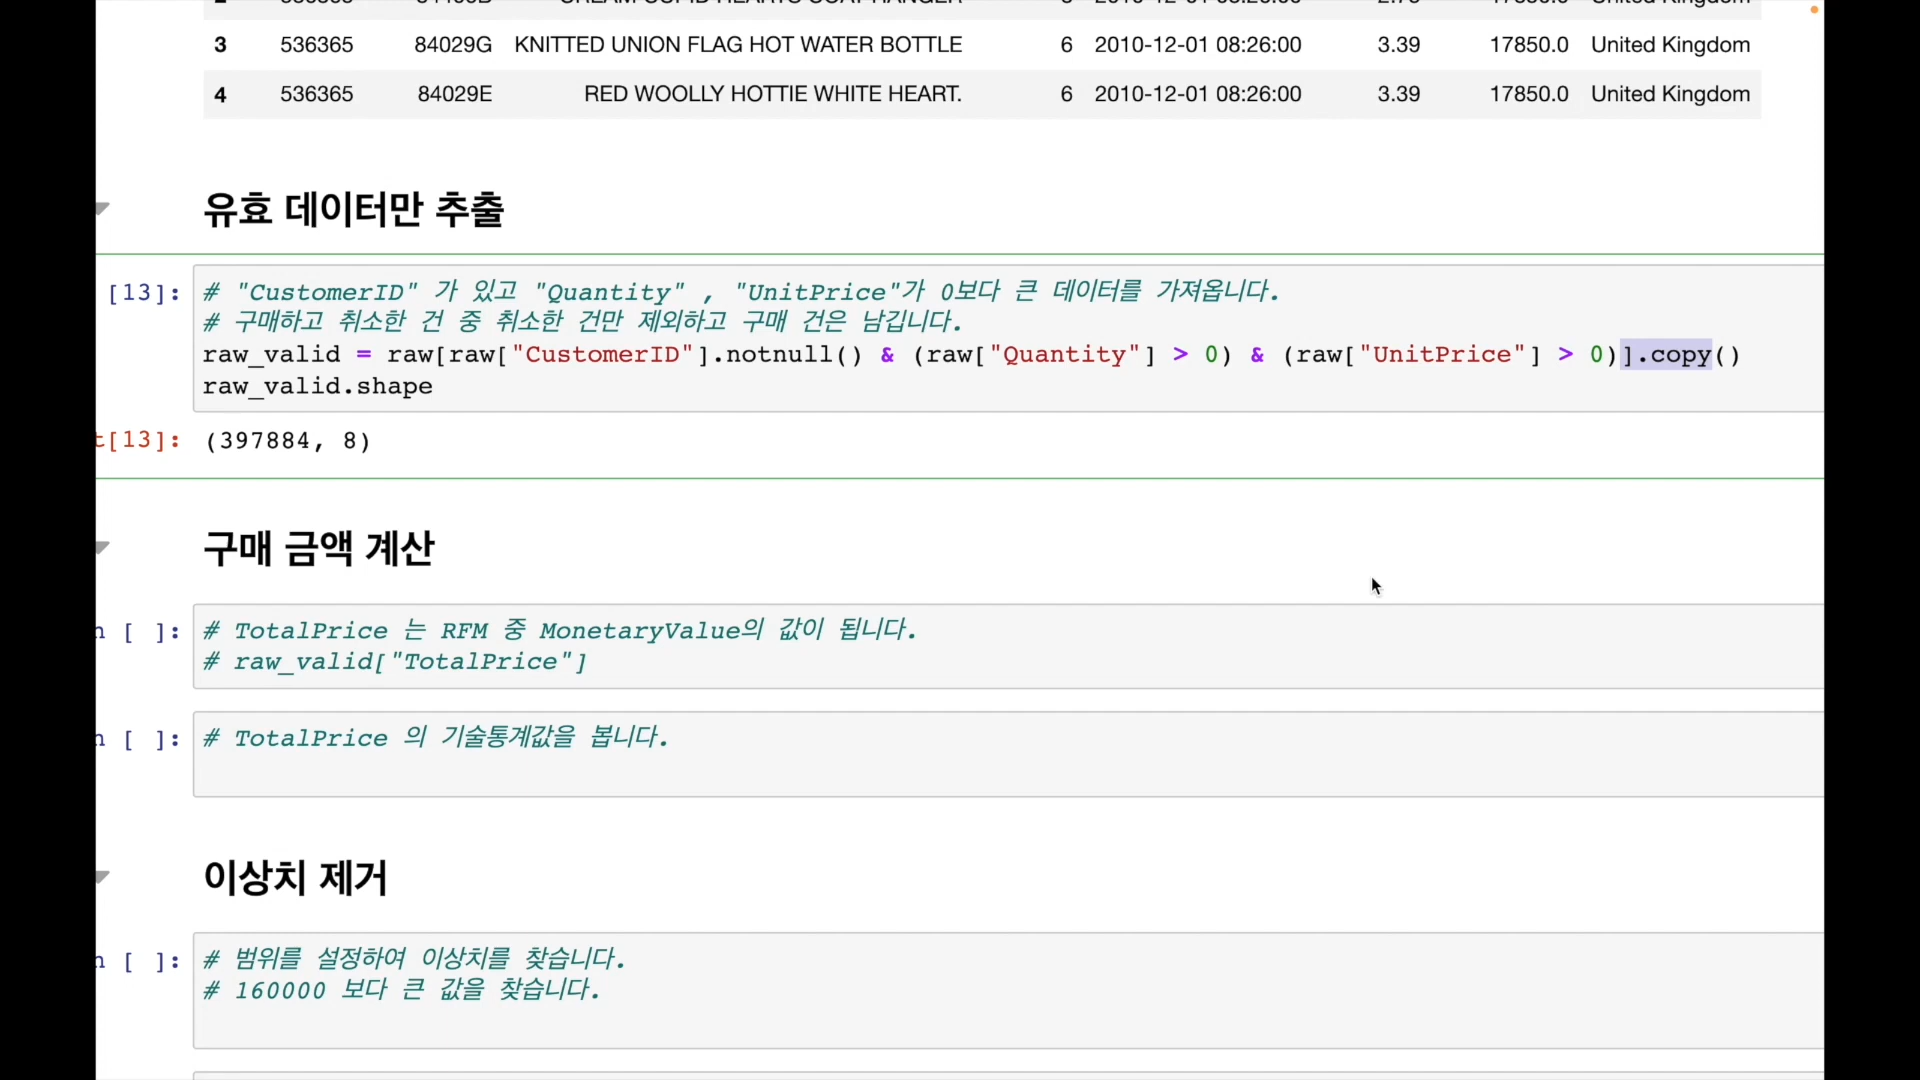 3 536365 84029G KNITTED UNION FLAG HOT WATER BOTTLE 6 2010-12-01 08:26:00 3.39 17850.0 United Kingdom
4 536365 84029E RED WOOLLY HOTTIE WHITE HEART. 6 2010-12-01 08:26:00 3.39 17850.0 United Kingdom
유효 데이터만 추출
[13]: # "CustomerID" 가 있고 "Quantity" , "UnitPrice"가 0보다 큰 데이터를 가져옵니다.
# 구매하고 취소한 건 중 취소한 건만 제외하고 구매 건은 남깁니다.
raw_valid = raw[raw["CustomerID"].notnull() & (raw["Quantity"] > 0) & (raw["UnitPrice"] > 0)].copy()
raw_valid.shape
t[13]: (397884, 8)
구매 금액 계산
n [ ]: # TotalPrice 는 RFM 중 MonetaryValue의 값이 됩니다.
# raw_valid["TotalPrice"]
n [ ]: # TotalPrice 의 기술통계값을 봅니다.
이상치 제거
n [ ]: # 범위를 설정하여 이상치를 찾습니다.
# 160000 보다 큰 값을 찾습니다.